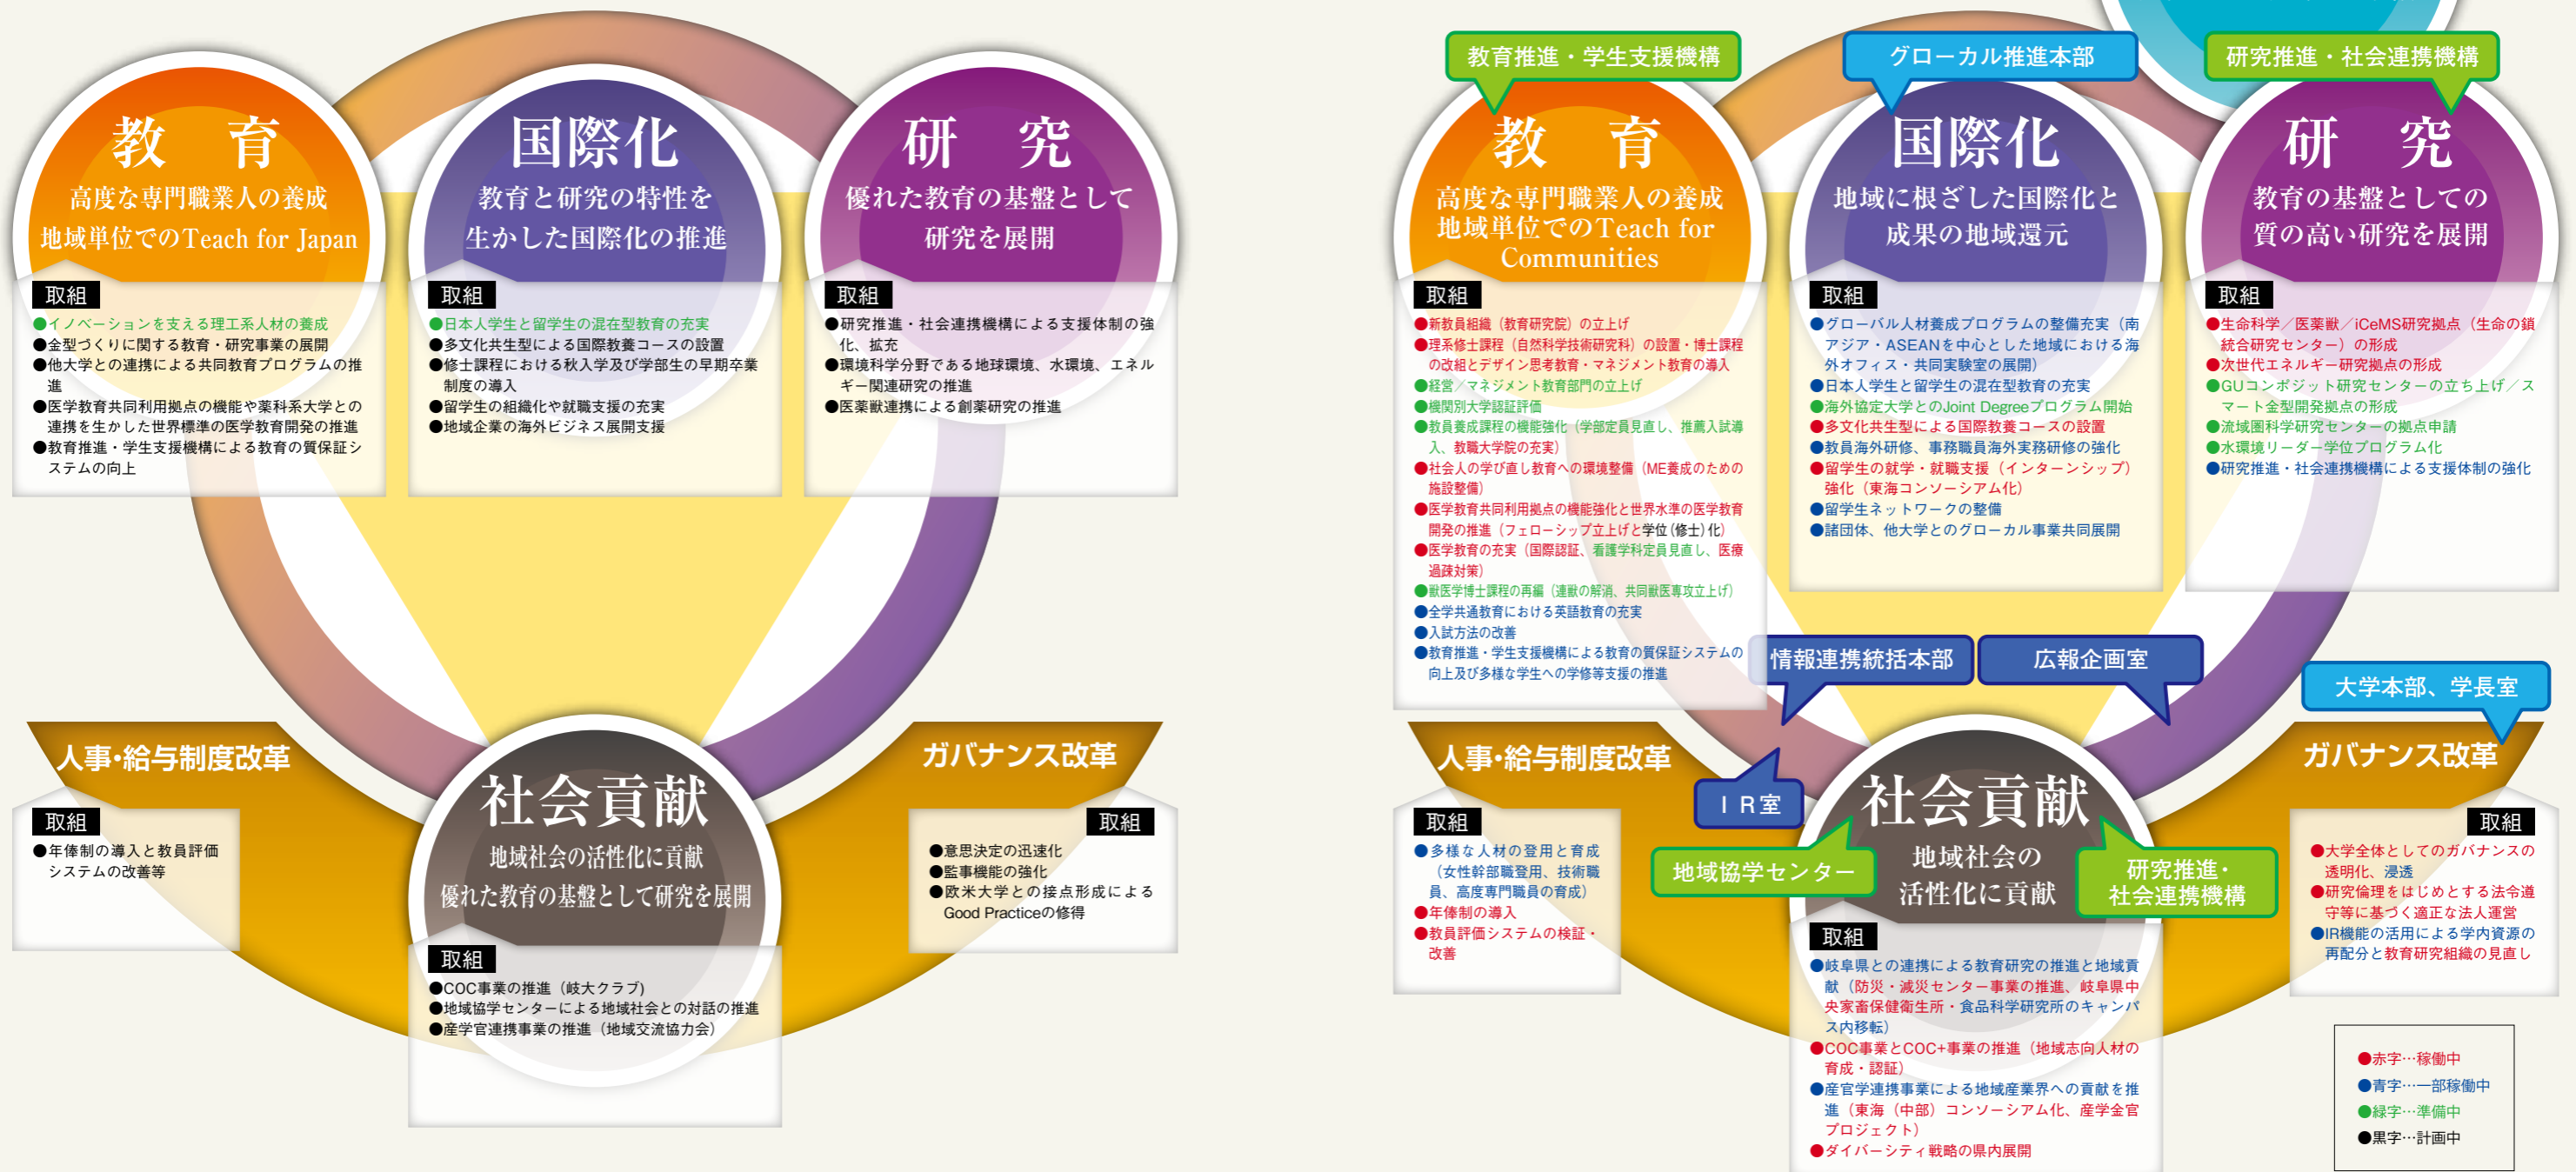 教 育
高度な専門職業人の養成
地域単位でのTeach for Japan
取組
●イノベーションを支える理工系人材の養成
●金型づくりに関する教育・研究事業の展開
●他大学との連携による共同教育プログラムの推
進
●医学教育共同利用拠点の機能や薬科系大学との
連携を生かした世界標準の医学教育開発の推進
●教育推進・学生支援機構による教育の質保証シ
ステムの向上
国際化
教育と研究の特性を
生かした国際化の推進
取組
●日本人学生と留学生の混在型教育の充実
●多文化共生型による国際教養コースの設置
●修士課程における秋入学及び学部生の早期卒業
制度の導入
●留学生の組織化や就職支援の充実
●地域企業の海外ビジネス展開支援
研 究
優れた教育の基盤として
研究を展開
取組
●研究推進・社会連携機構による支援体制の強
化、拡充
●環境科学分野である地球環境、水環境、エネル
ギー関連研究の推進
●医薬獣連携による創薬研究の推進
人事・給与制度改革
取組
●年俸制の導入と教員評価
システムの改善等
社会貢献
地域社会の活性化に貢献
優れた教育の基盤として研究を展開
取組
●COC事業の推進（岐大クラブ)
●地域協学センターによる地域社会との対話の推進
●産学官連携事業の推進（地域交流協力会）
ガバナンス改革
取組
●意思決定の迅速化
●監事機能の強化
●欧米大学との接点形成による
Good Practiceの修得
教育推進・学生支援機構
教 育
高度な専門職業人の養成
地域単位でのTeach for
Communities
取組
●新教員組織（教育研究院）の立上げ
●理系修士課程（自然科学技術研究科）の設置・博士課程
の改組とデザイン思考教育・マネジメント教育の導入
●経営／マネジメント教育部門の立上げ
●機関別大学認証評価
●教員養成課程の機能強化（学部定員見直し、推薦入試導
入、教職大学院の充実）
●社会人の学び直し教育への環境整備（ME養成のための
施設整備）
●医学教育共同利用拠点の機能強化と世界水準の医学教育
開発の推進（フェローシップ立上げと学位(修士)化）
●医学教育の充実（国際認証、看護学科定員見直し、医療
過疎対策）
●獣医学博士課程の再編（連獣の解消、共同獣医専攻立上げ）
●全学共通教育における英語教育の充実
●入試方法の改善
●教育推進・学生支援機構による教育の質保証システムの
向上及び多様な学生への学修等支援の推進
グローカル推進本部
国際化
地域に根ざした国際化と
成果の地域還元
取組
●グローバル人材養成プログラムの整備充実（南
アジア・ASEANを中心とした地域における海
外オフィス・共同実験室の展開）
●日本人学生と留学生の混在型教育の充実
●海外協定大学とのJoint Degreeプログラム開始
●多文化共生型による国際教養コースの設置
●教員海外研修、事務職員海外実務研修の強化
●留学生の就学・就職支援（インターンシップ）
強化（東海コンソーシアム化）
●留学生ネットワークの整備
●諸団体、他大学とのグローカル事業共同展開
研究推進・社会連携機構
研 究
教育の基盤としての
質の高い研究を展開
取組
●生命科学／医薬獣／iCeMS研究拠点（生命の鎖
統合研究センター）の形成
●次世代エネルギー研究拠点の形成
●GUコンポジット研究センターの立ち上げ／ス
マート金型開発拠点の形成
●流域圏科学研究センターの拠点申請
●水環境リーダー学位プログラム化
●研究推進・社会連携機構による支援体制の強化
情報連携統括本部
広報企画室
大学本部、学長室
人事・給与制度改革
取組
●多様な人材の登用と育成
（女性幹部職登用、技術職
員、高度専門職員の育成）
●年俸制の導入
●教員評価システムの検証・
改善
ＩＲ室
地域協学センター
社会貢献
地域社会の
活性化に貢献
研究推進・
社会連携機構
取組
●岐阜県との連携による教育研究の推進と地域貢
献（防災・減災センター事業の推進、岐阜県中
央家畜保健衛生所・食品科学研究所のキャンパ
ス内移転）
●COC事業とCOC+事業の推進（地域志向人材の
育成・認証）
●産官学連携事業による地域産業界への貢献を推
進（東海（中部）コンソーシアム化、産学金官
プロジェクト）
●ダイバーシティ戦略の県内展開
ガバナンス改革
取組
●大学全体としてのガバナンスの
透明化、浸透
●研究倫理をはじめとする法令遵
守等に基づく適正な法人運営
●IR機能の活用による学内資源の
再配分と教育研究組織の見直し
●赤字…稼働中
●青字…一部稼働中
●緑字…準備中
●黒字…計画中